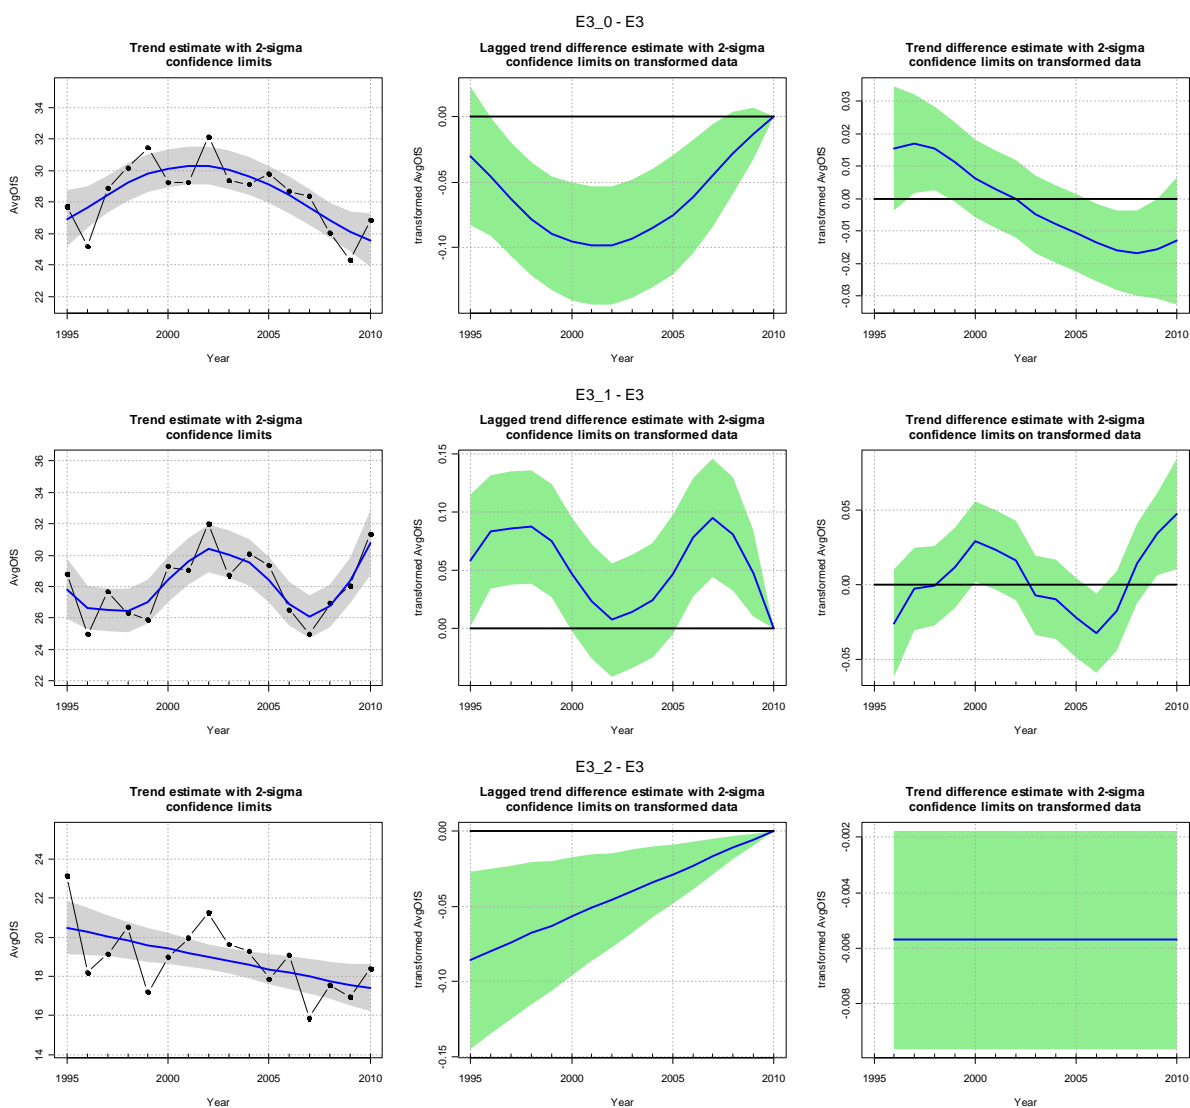 E3_0 - E3
Trend estimate with 2-sigma
confidence limits
AvgOfS
34
32
30
28
26
24
22
1995
2000
2005
2010
Year
Lagged trend difference estimate with 2-sigma
confidence limits on transformed data
transformed AvgOfS
0.00
-0.05
-0.10
1995
2000
2005
2010
Year
Trend difference estimate with 2-sigma
confidence limits on transformed data
transformed AvgOfS
0.03
0.02
0.01
0.00
-0.01
-0.02
-0.03
1995
2000
2005
2010
Year
E3_1 - E3
Trend estimate with 2-sigma
confidence limits
AvgOfS
36
34
32
30
28
26
24
22
1995
2000
2005
2010
Year
Lagged trend difference estimate with 2-sigma
confidence limits on transformed data
transformed AvgOfS
0.15
0.10
0.05
0.00
1995
2000
2005
2010
Year
Trend difference estimate with 2-sigma
confidence limits on transformed data
transformed AvgOfS
0.05
0.00
-0.05
1995
2000
2005
2010
Year
E3_2 - E3
Trend estimate with 2-sigma
confidence limits
AvgOfS
24
22
20
18
16
14
1995
2000
2005
2010
Year
Lagged trend difference estimate with 2-sigma
confidence limits on transformed data
transformed AvgOfS
0.00
-0.05
-0.10
-0.15
1995
2000
2005
2010
Year
Trend difference estimate with 2-sigma
confidence limits on transformed data
transformed AvgOfS
-0.002
-0.004
-0.006
-0.008
1995
2000
2005
2010
Year